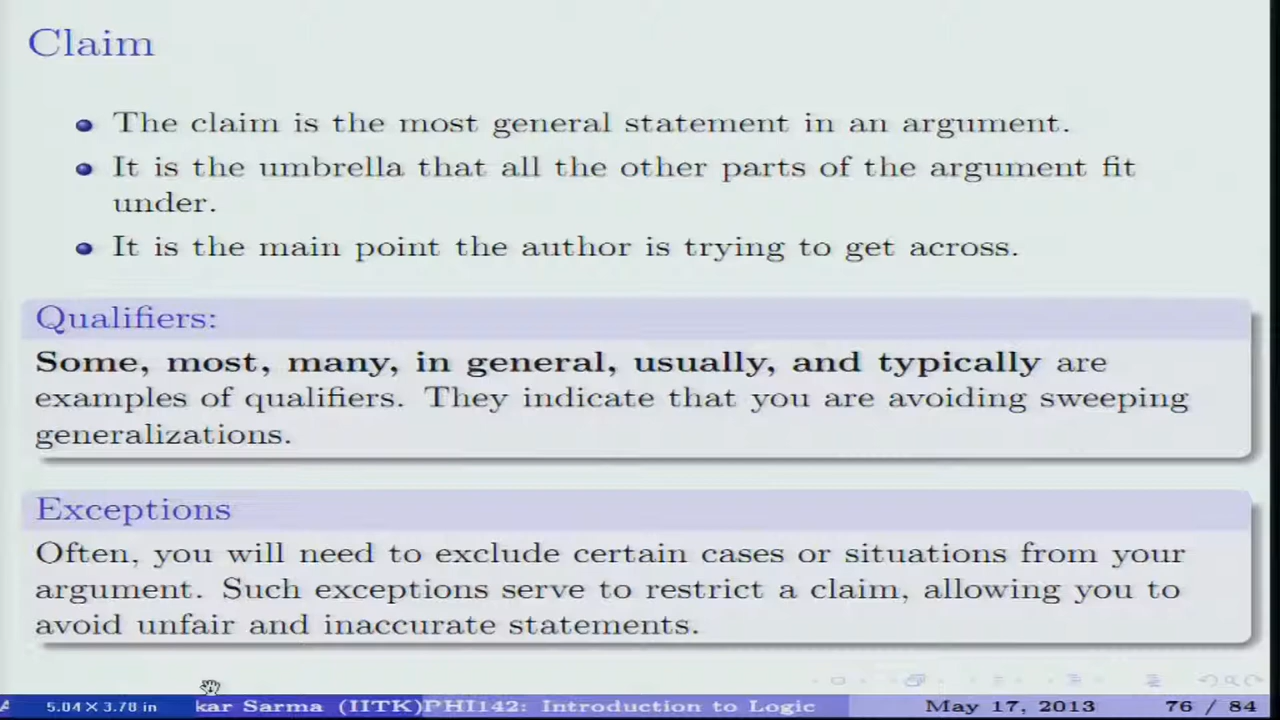 Claim
The claim is the most general statement in an argument.
It is the umbrella that all the other parts of the argument fit
under.
It is the main point the author is trying to get across.
Qualifiers:
Some, most, many, in general, usually, and typically are
examples of qualifiers. They indicate that you are avoiding sweeping
generalizations.
Exceptions
Often, you will need to exclude certain cases or situations from your
argument. Such exceptions serve to restrict a claim, allowing you to
avoid unfair and inaccurate statements.
5.04 × 3.78 in kar Sarma (IITK) PHI142: Introduction to Logic May 17, 2013 76 / 84